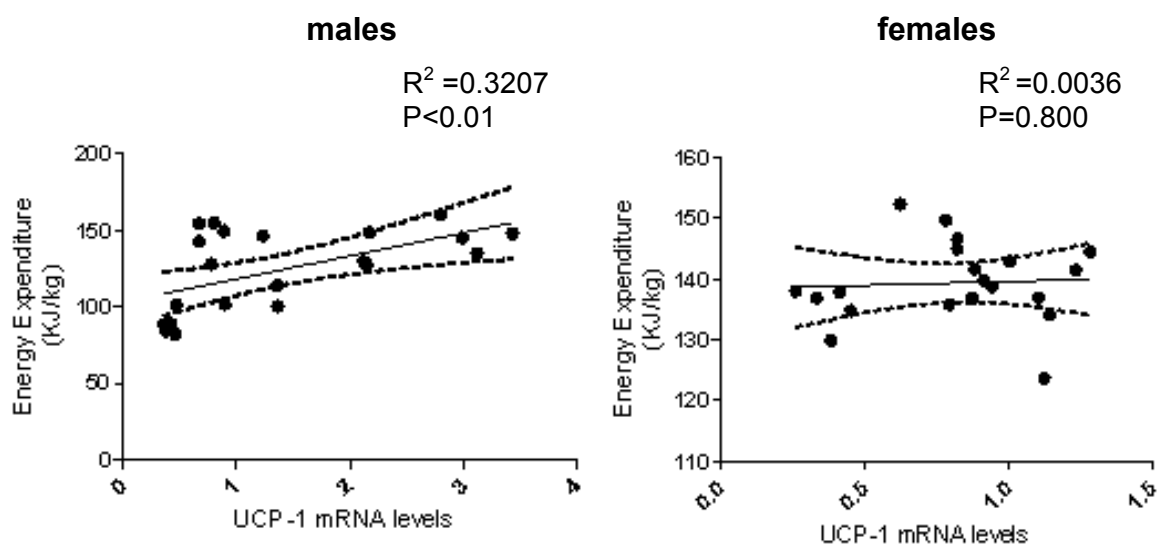 males
R² =0.3207
P<0.01
200
150
100
50
0
Energy Expenditure
(KJ/kg)
0 1 2 3 4
UCP-1 mRNA levels
females
R² =0.0036
P=0.800
160
150
140
130
120
110
Energy Expenditure
(KJ/kg)
0.0 0.5 1.0 1.5
UCP-1 mRNA levels